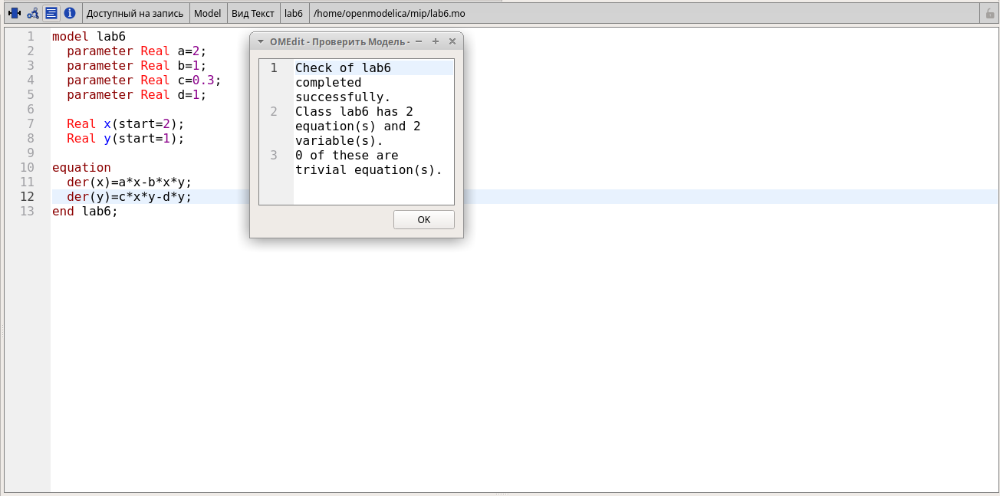 Доступный на запись Model Вид Текст lab6 /home/openmodelica/mip/lab6.mo
1 model lab6
2 parameter Real a=2;
3 parameter Real b=1;
4 parameter Real c=0.3;
5 parameter Real d=1;
6
7 Real x(start=2);
8 Real y(start=1);
9
10 equation
11 der(x)=a*x-b*x*y;
12 der(y)=c*x*y-d*y;
13 end lab6;
OMEdit - Проверить Модель -
1 Check of lab6
completed
successfully.
2 Class lab6 has 2
equation(s) and 2
variable(s).
3 0 of these are
trivial equation(s).
OK